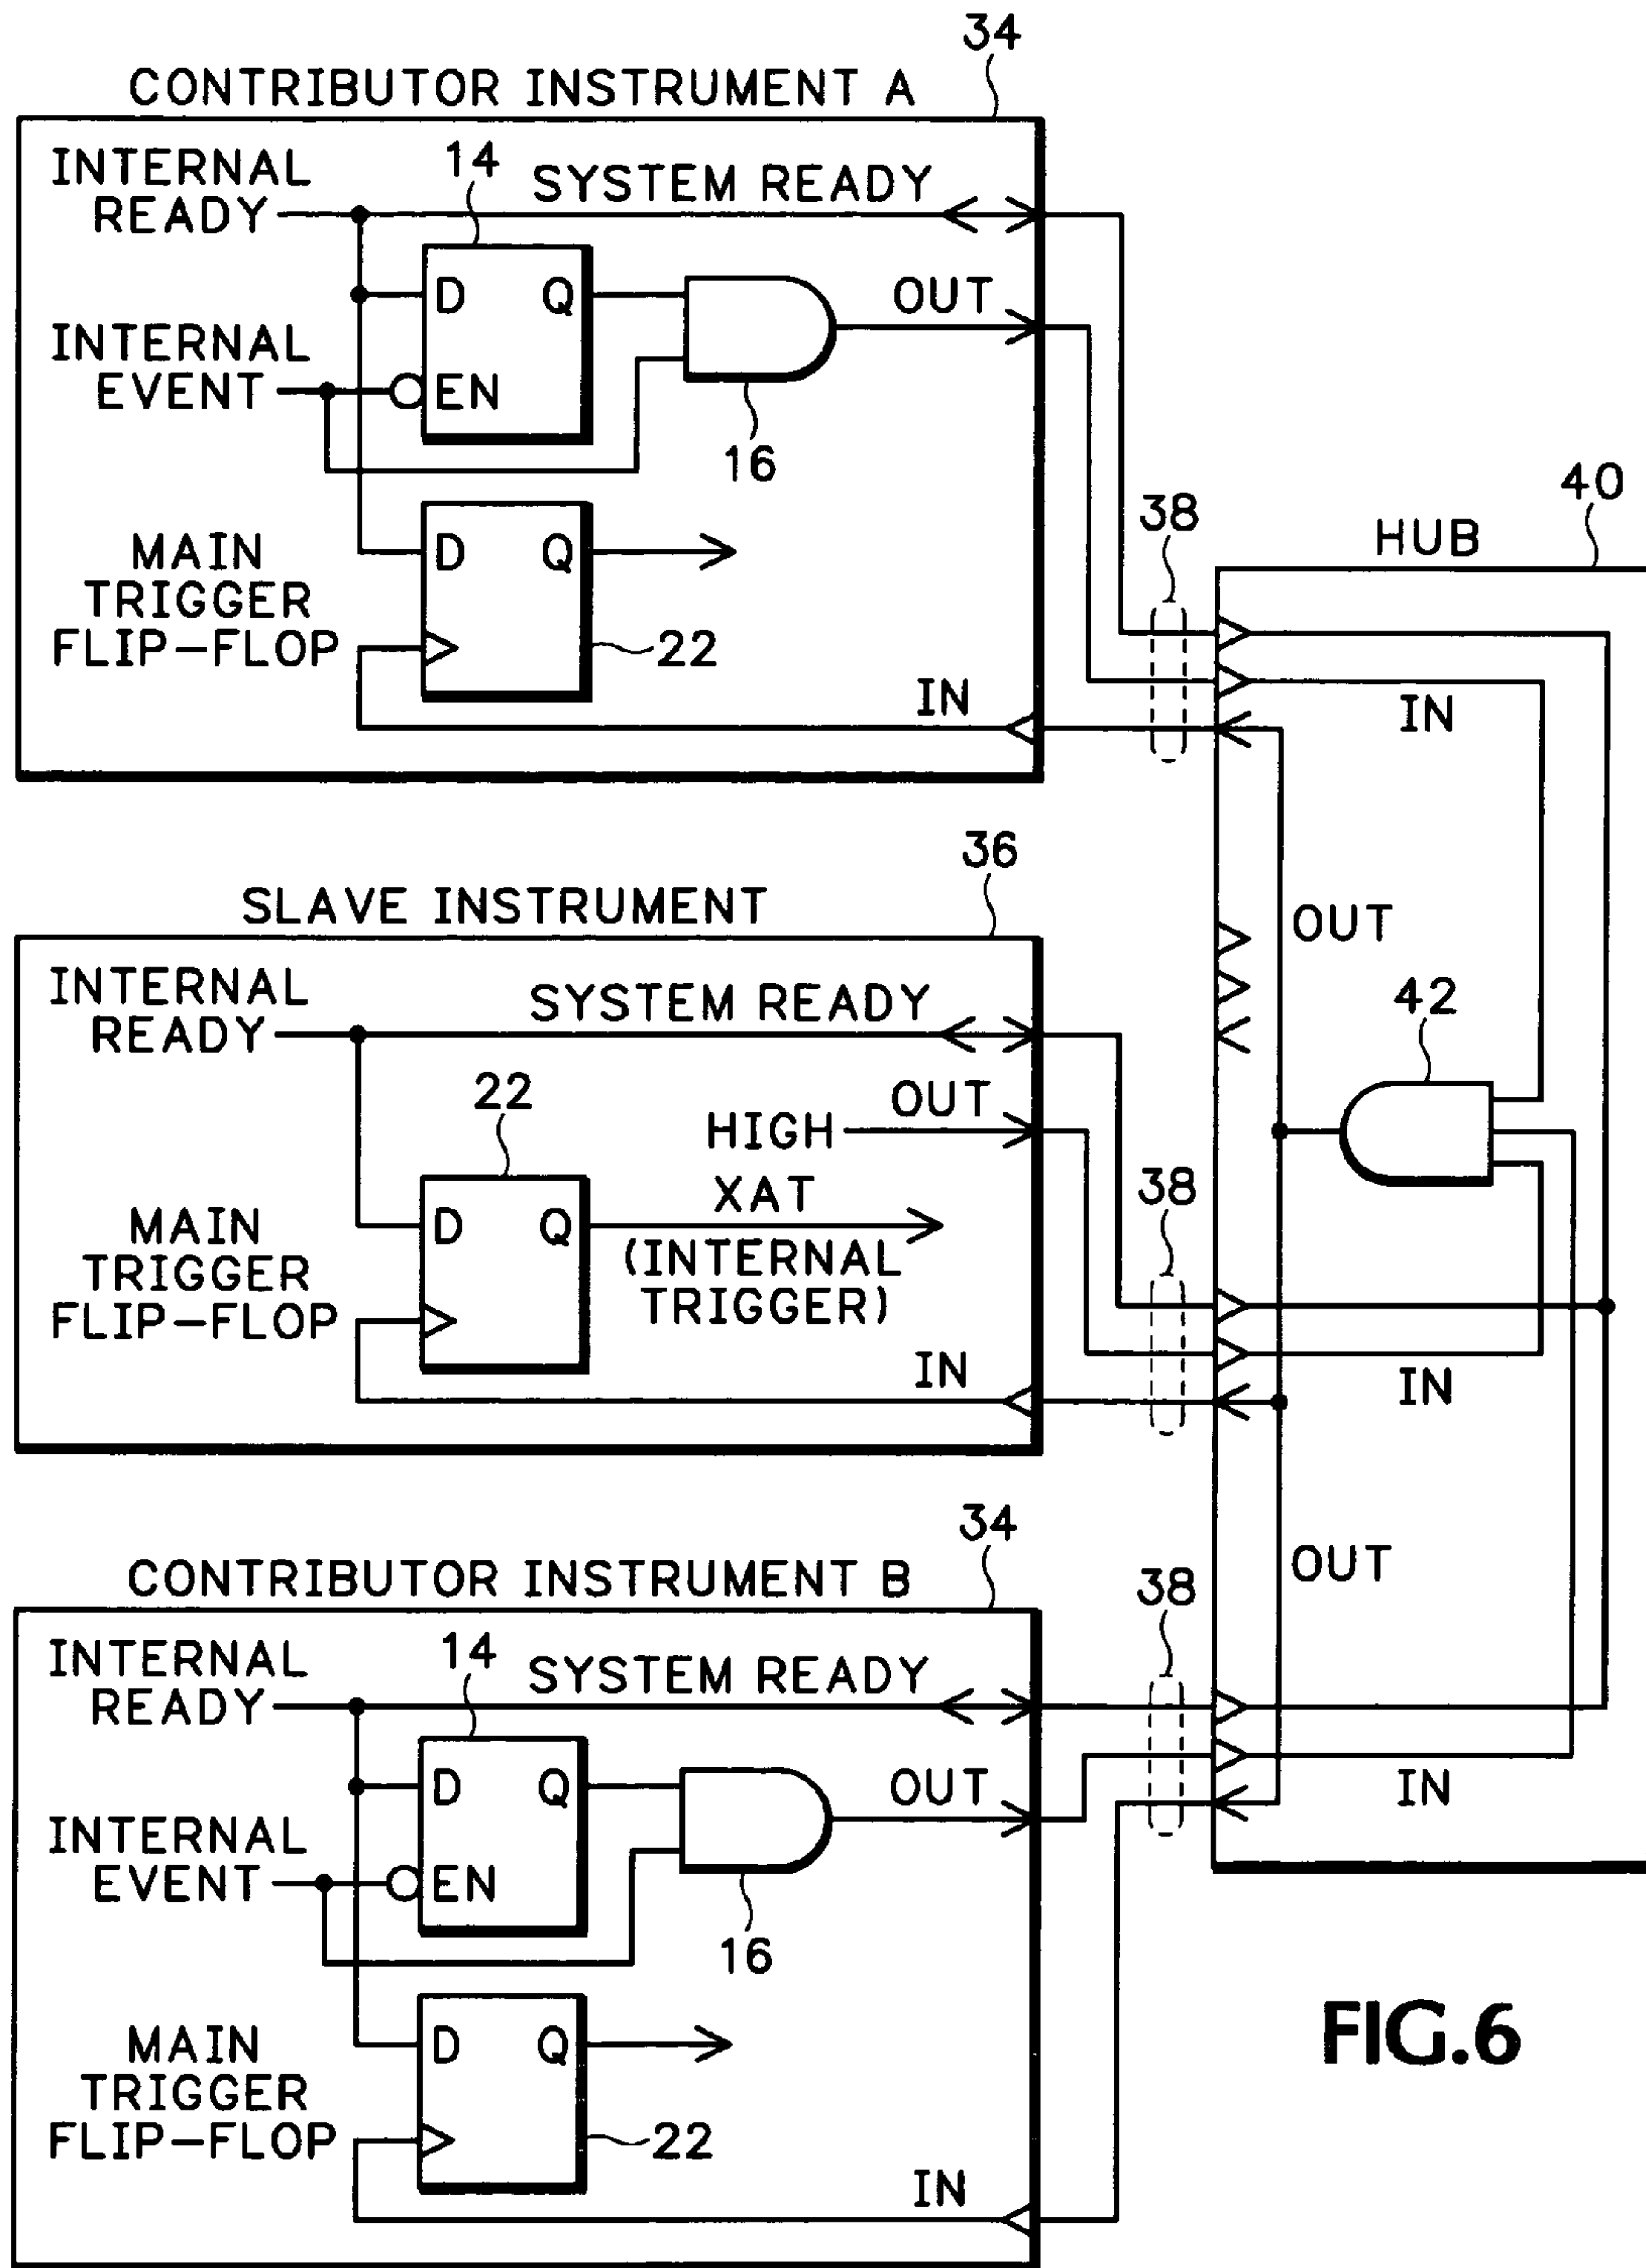 34
CONTRIBUTOR INSTRUMENT A
INTERNAL
READY
14
SYSTEM READY
D
Q
OUT
INTERNAL
EVENT
EN
16
MAIN
TRIGGER
FLIP-FLOP
D
Q
22
IN
38
HUB
40
IN
36
SLAVE INSTRUMENT
INTERNAL
READY
SYSTEM READY
OUT
22
HIGH
OUT
42
XAT
(INTERNAL
TRIGGER)
MAIN
TRIGGER
FLIP-FLOP
D
Q
38
IN
IN
34
CONTRIBUTOR INSTRUMENT B
INTERNAL
READY
14
SYSTEM READY
38
OUT
D
Q
OUT
IN
INTERNAL
EVENT
EN
16
MAIN
TRIGGER
FLIP-FLOP
D
Q
22
IN
FIG.6